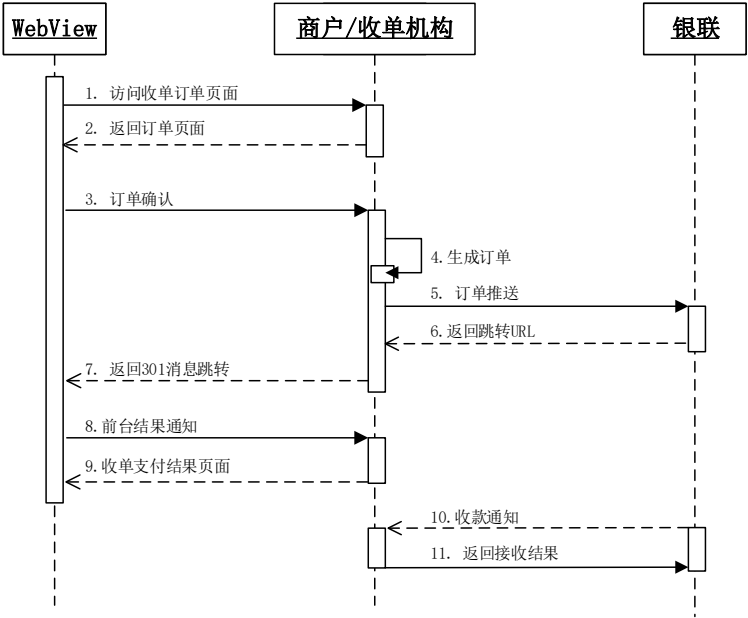 WebView
商户/收单机构
银联
1. 访问收单订单页面
2. 返回订单页面
3. 订单确认
4.生成订单
5. 订单推送
6.返回跳转URL
7. 返回301消息跳转
8.前台结果通知
9.收单支付结果页面
10.收款通知
11. 返回接收结果